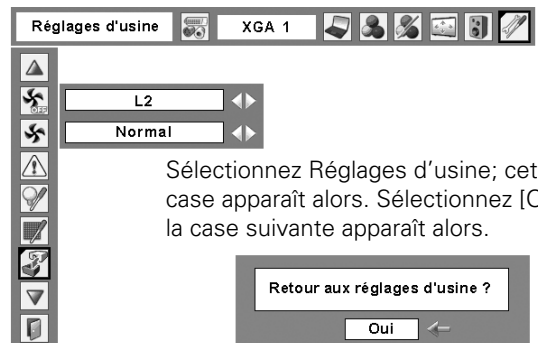 Réglages d'usine XGA 1
L2
Normal
Sélectionnez Réglages d'usine; cet
case apparaît alors. Sélectionnez [O
la case suivante apparaît alors.
Retour aux réglages d'usine ?
Oui